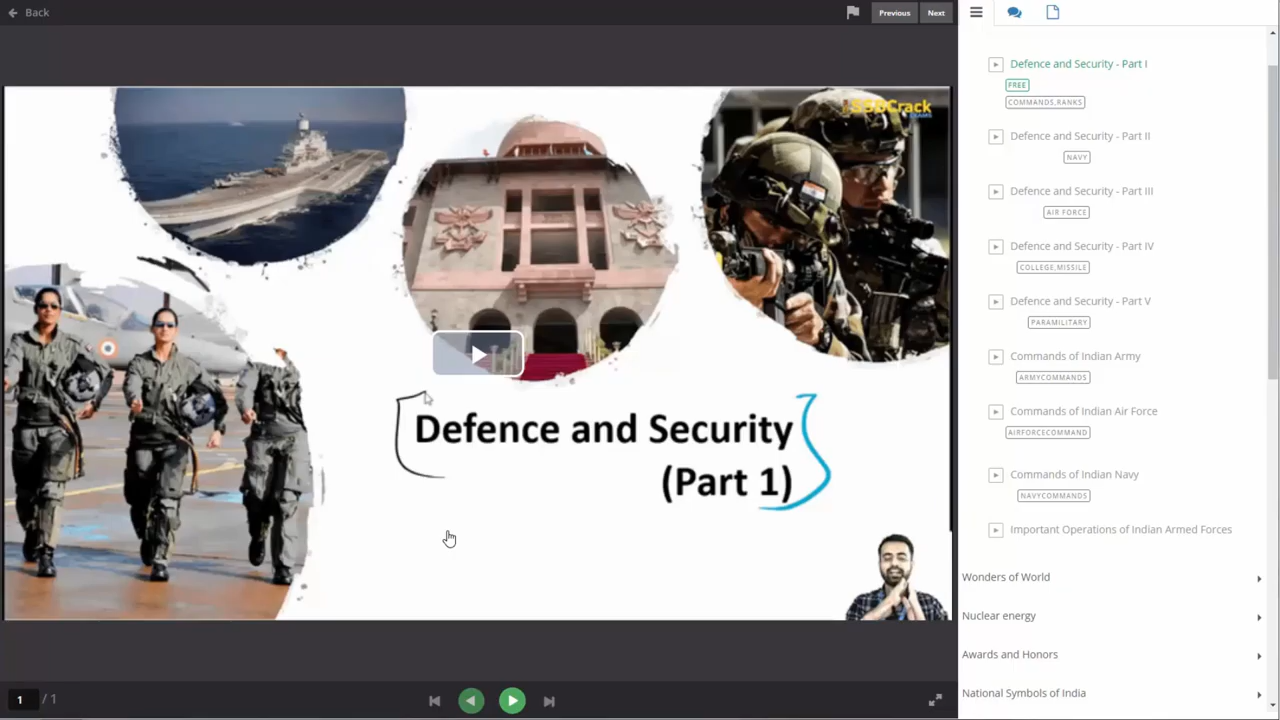 Back
Previous
Next
SSBCrack
EXAMS
Defence and Security
(Part 1)
1 / 1
Defence and Security - Part I
FREE
COMMANDS,RANKS
Defence and Security - Part II
NAVY
Defence and Security - Part III
AIR FORCE
Defence and Security - Part IV
COLLEGE,MISSILE
Defence and Security - Part V
PARAMILITARY
Commands of Indian Army
ARMYCOMMANDS
Commands of Indian Air Force
AIRFORCECOMMAND
Commands of Indian Navy
NAVYCOMMANDS
Important Operations of Indian Armed Forces
Wonders of World
Nuclear energy
Awards and Honors
National Symbols of India